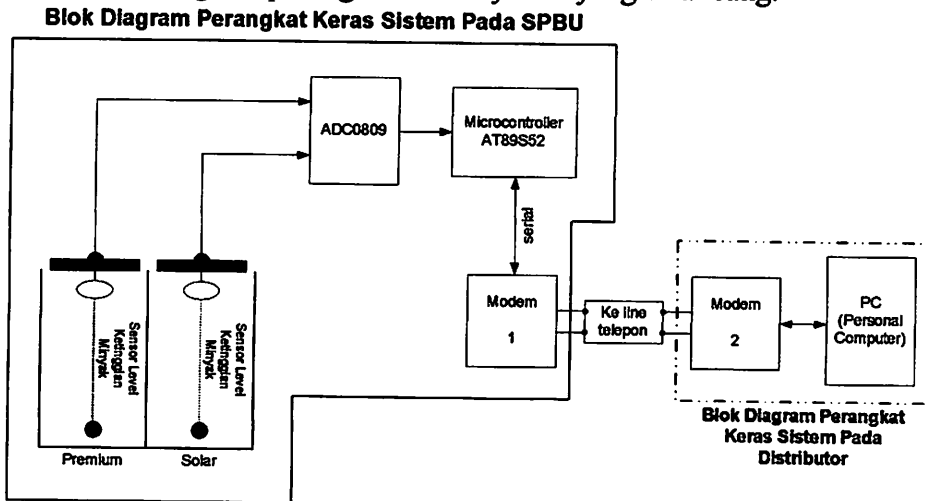 Blok Diagram Perangkat Keras Sistem Pada SPBU
ADC0809
Microcontroller
AT89S52
serial
Sensor Level
Ketinggian
Minyak
Sensor Level
Ketinggian
Minyak
Premium
Solar
Modem
1
Ke line
telepon
Modem
2
PC
(Personal
Computer)
Blok Diagram Perangkat
Keras Sistem Pada
Distributor